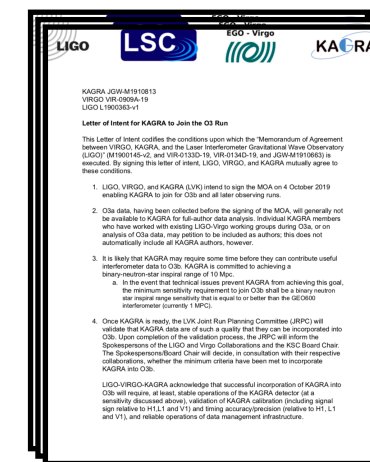 EGO - Virgo
EGO - Virgo
LIGO
LSC
KAGRA
KAGRA JGW-M1910813
VIRGO VIR-0909A-19
LIGO L1900363-v1
Letter of Intent for KAGRA to Join the O3 Run
This Letter of Intent codifies the conditions upon which the “Memorandum of Agreement
between VIRGO, KAGRA, and the Laser Interferometer Gravitational Wave Observatory
(LIGO)” (M1900145-v2, and VIR-0133D-19, VIR-0134D-19, and JGW-M1910663) is
executed. By signing this letter of intent, LIGO, VIRGO, and KAGRA mutually agree to
these conditions.
1. LIGO, VIRGO, and KAGRA (LVK) intend to sign the MOA on 4 October 2019
enabling KAGRA to join for O3b and all later observing runs.
2. O3a data, having been collected before the signing of the MOA, will generally not
be available to KAGRA for full-author data analysis. Individual KAGRA members
who have worked with existing LIGO-Virgo working groups during O3a, or on
analysis of O3a data, may petition to be included as authors; this does not
automatically include all KAGRA authors, however.
3. It is likely that KAGRA may require some time before they can contribute useful
interferometer data to O3b. KAGRA is committed to achieving a
binary-neutron-star inspiral range of 10 Mpc.
a. In the event that technical issues prevent KAGRA from achieving this goal,
the minimum sensitivity requirement to join O3b shall be a binary neutron
star inspiral range sensitivity that is equal to or better than the GEO600
interferometer (currently 1 MPC).
4. Once KAGRA is ready, the LVK Joint Run Planning Committee (JRPC) will
validate that KAGRA data are of such a quality that they can be incorporated into
O3b. Upon completion of the validation process, the JRPC will inform the
Spokespersons of the LIGO and Virgo Collaborations and the KSC Board Chair.
The Spokespersons/Board Chair will decide, in consultation with their respective
collaborations, whether the minimum criteria have been met to incorporate
KAGRA into O3b.
LIGO-VIRGO-KAGRA acknowledge that successful incorporation of KAGRA into
O3b will require, at least, stable operations of the KAGRA detector (at a
sensitivity discussed above), validation of KAGRA calibration (including signal
sign relative to H1,L1 and V1) and timing accuracy/precision (relative to H1, L1
and V1), and reliable operations of data management infrastructure.